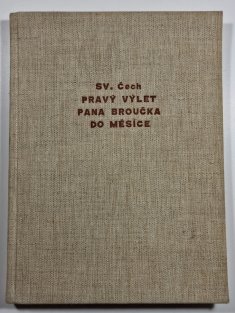 SV. Čech
PRAVÝ VÝLET
PANA BROUČKA
DO MĚSÍCE